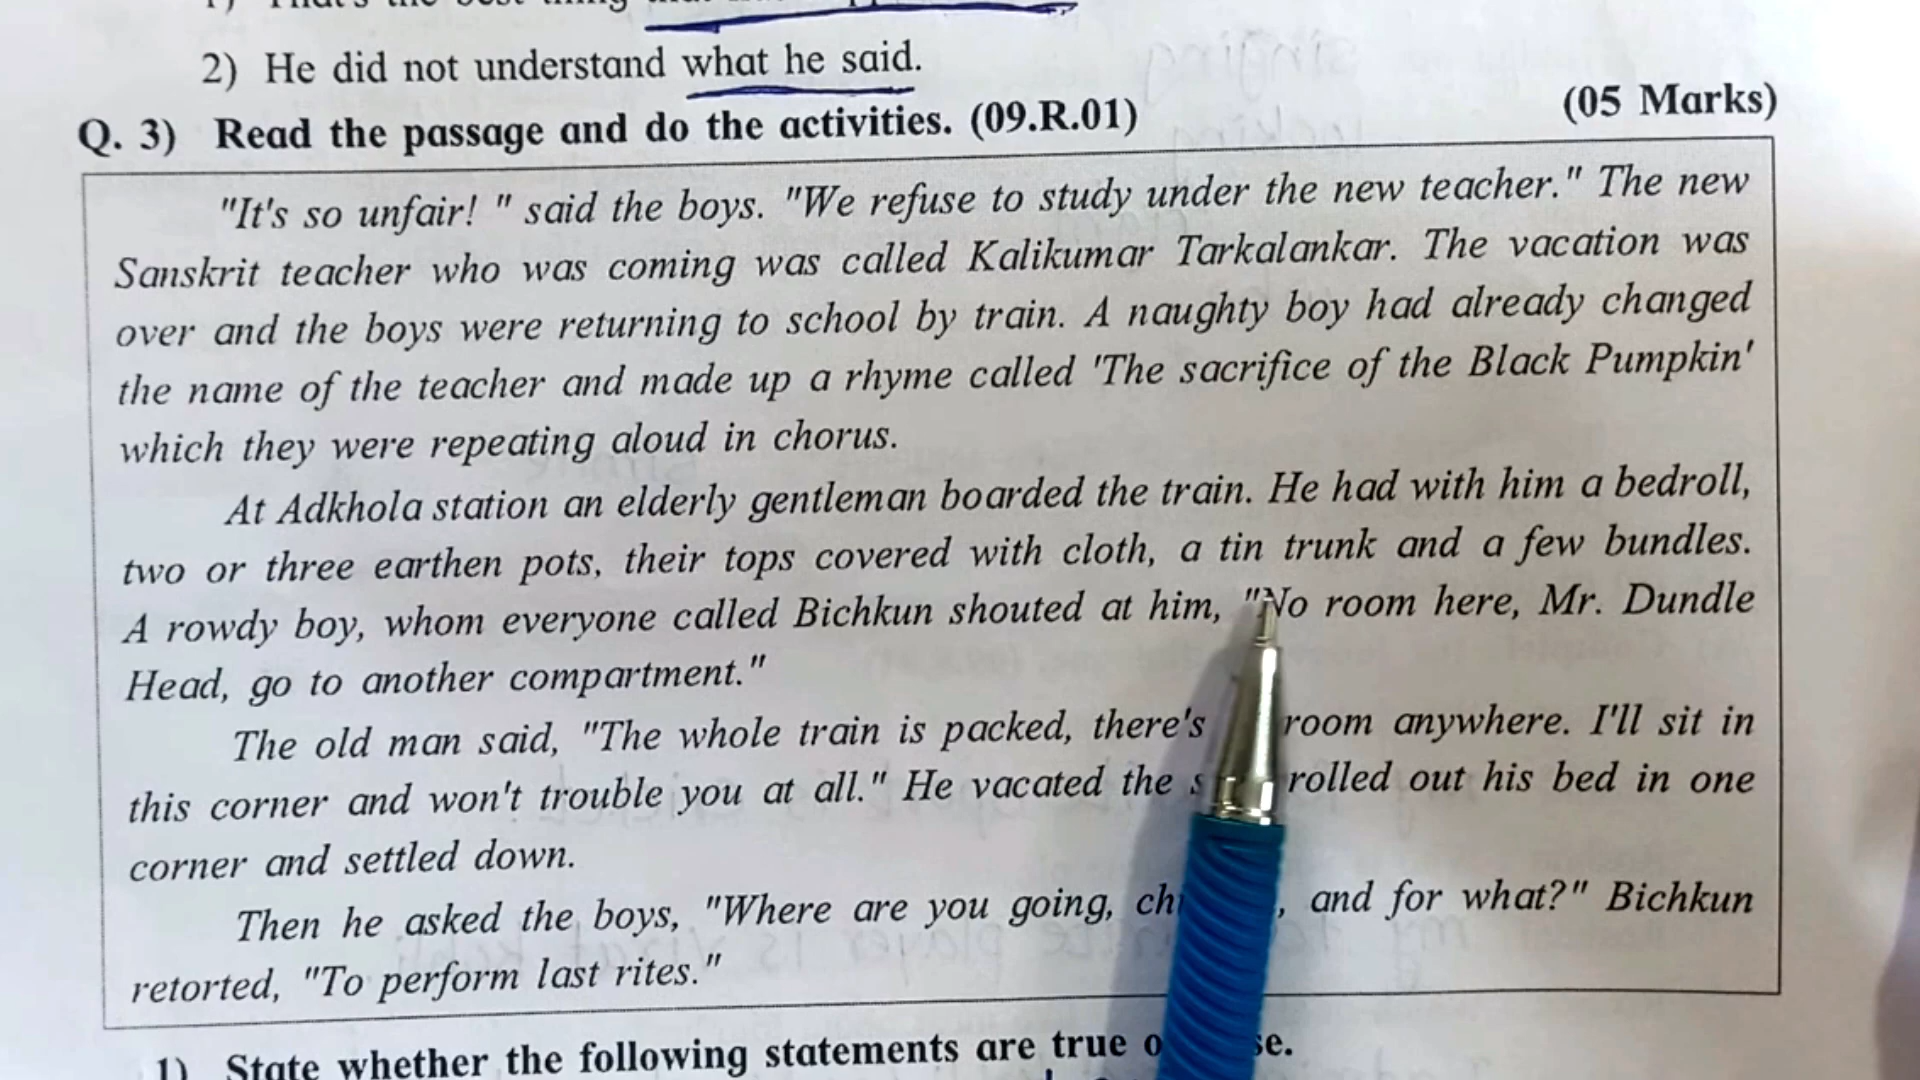 2) He did not understand what he said.
Q. 3) Read the passage and do the activities. (09.R.01) (05 Marks)
"It's so unfair! " said the boys. "We refuse to study under the new teacher." The new
Sanskrit teacher who was coming was called Kalikumar Tarkalankar. The vacation was
over and the boys were returning to school by train. A naughty boy had already changed
the name of the teacher and made up a rhyme called 'The sacrifice of the Black Pumpkin'
which they were repeating aloud in chorus.
At Adkhola station an elderly gentleman boarded the train. He had with him a bedroll,
two or three earthen pots, their tops covered with cloth, a tin trunk and a few bundles.
A rowdy boy, whom everyone called Bichkun shouted at him, "No room here, Mr. Dundle
Head, go to another compartment."
The old man said, "The whole train is packed, there's room anywhere. I'll sit in
this corner and won't trouble you at all." He vacated the rolled out his bed in one
corner and settled down.
Then he asked the boys, "Where are you going, and for what?" Bichkun
retorted, "To perform last rites."
1) State whether the following statements are true